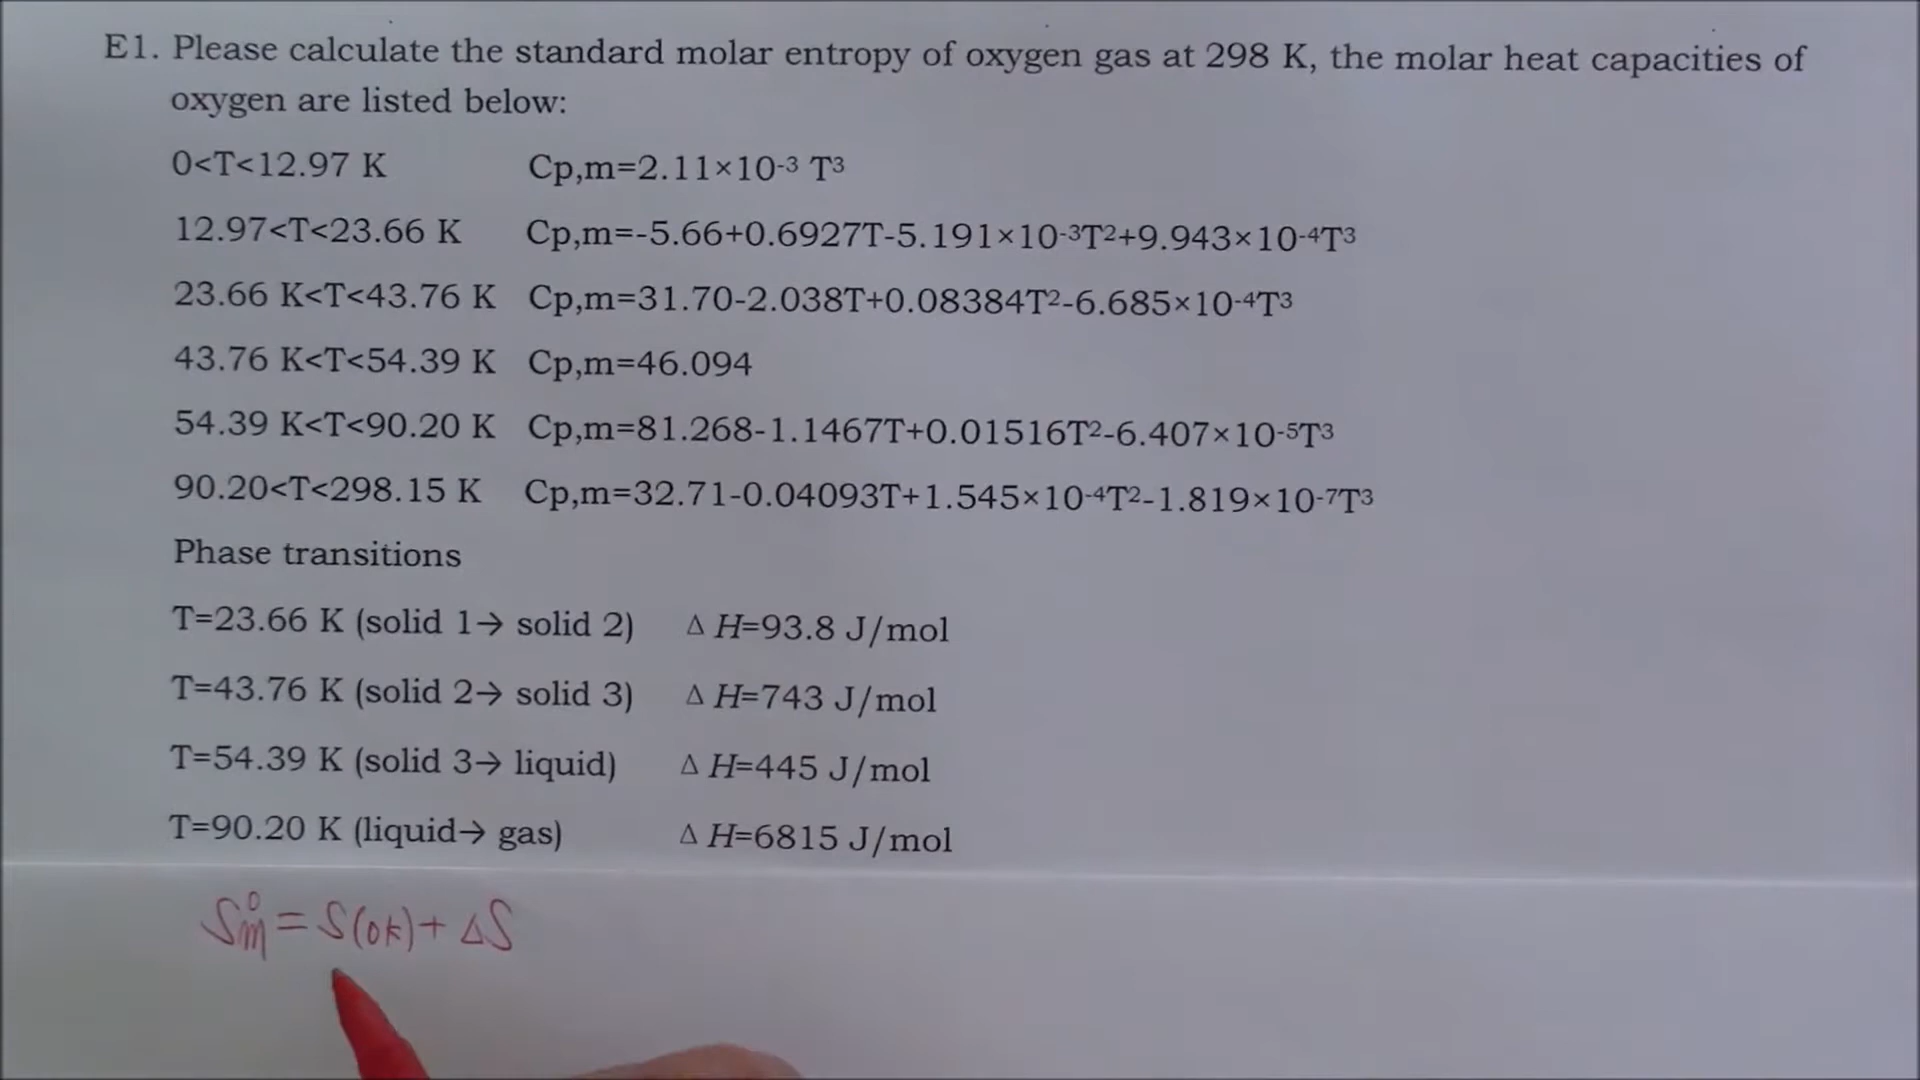 E1. Please calculate the standard molar entropy of oxygen gas at 298 K, the molar heat capacities of
oxygen are listed below:
0<T<12.97 K Cp,m=2.11×10⁻³ T³
12.97<T<23.66 K Cp,m=-5.66+0.6927T-5.191×10⁻³T²+9.943×10⁻⁴T³
23.66 K<T<43.76 K Cp,m=31.70-2.038T+0.08384T²-6.685×10⁻⁴T³
43.76 K<T<54.39 K Cp,m=46.094
54.39 K<T<90.20 K Cp,m=81.268-1.1467T+0.01516T²-6.407×10⁻⁵T³
90.20<T<298.15 K Cp,m=32.71-0.04093T+1.545×10⁻⁴T²-1.819×10⁻⁷T³
Phase transitions
T=23.66 K (solid 1→ solid 2) Δ H=93.8 J/mol
T=43.76 K (solid 2→ solid 3) Δ H=743 J/mol
T=54.39 K (solid 3→ liquid) Δ H=445 J/mol
T=90.20 K (liquid→ gas) Δ H=6815 J/mol
S°m = S(0K) + ΔS